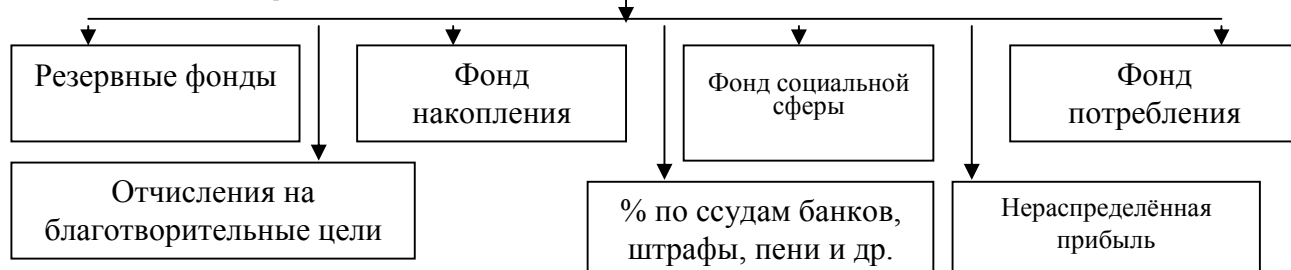 Резервные фонды
Фонд
накопления
Фонд социальной
сферы
Фонд
потребления
Отчисления на
благотворительные цели
% по ссудам банков,
штрафы, пени и др.
Нераспределённая
прибыль